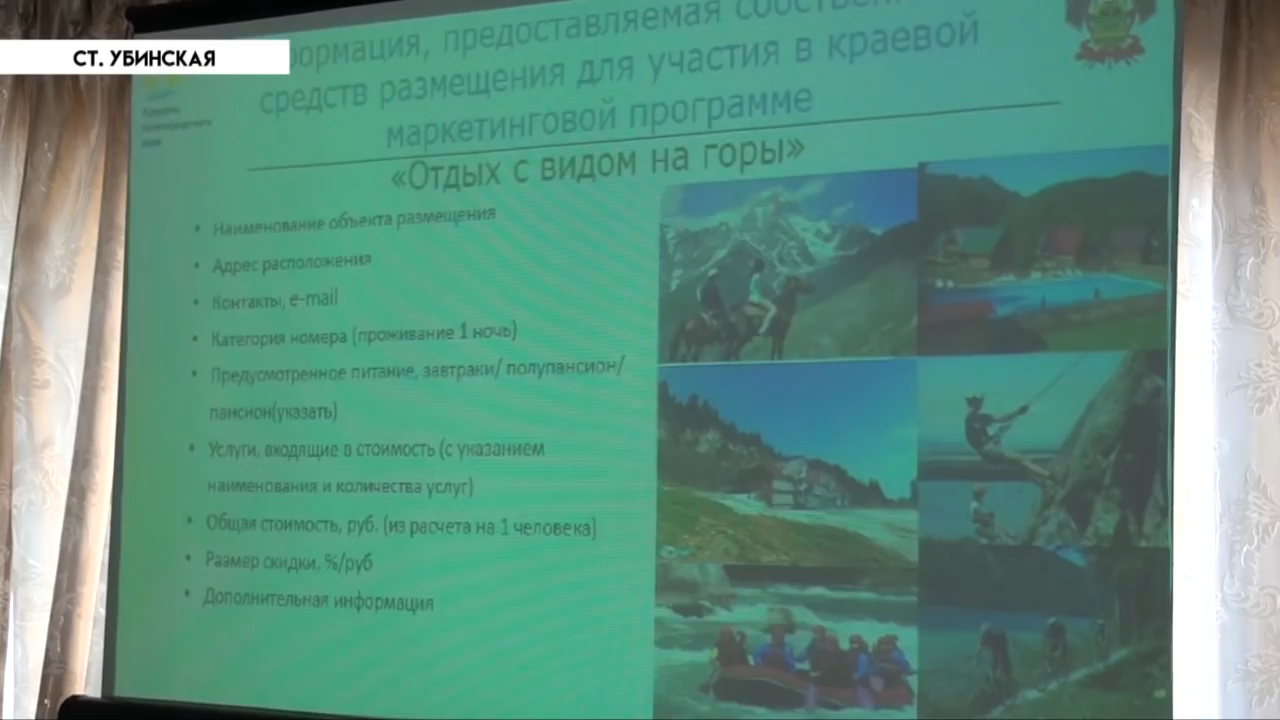 СТ. УБИНСКАЯ
формация, предоставляемая
средств размещения для участия в краевой
маркетинговой программе
«Отдых с видом на горы»
• Наименование объекта размещения
• Адрес расположения
• Контакты, e-mail
• Категория номера (проживание 1 ночь)
• Предусмотренное питание, завтраки/ полупансион/
пансион(указать)
• Услуги, входящие в стоимость (с указанием
наименования и количества услуг)
• Общая стоимость, руб. (из расчета на 1 человека)
• Размер скидки, %/руб
• Дополнительная информация